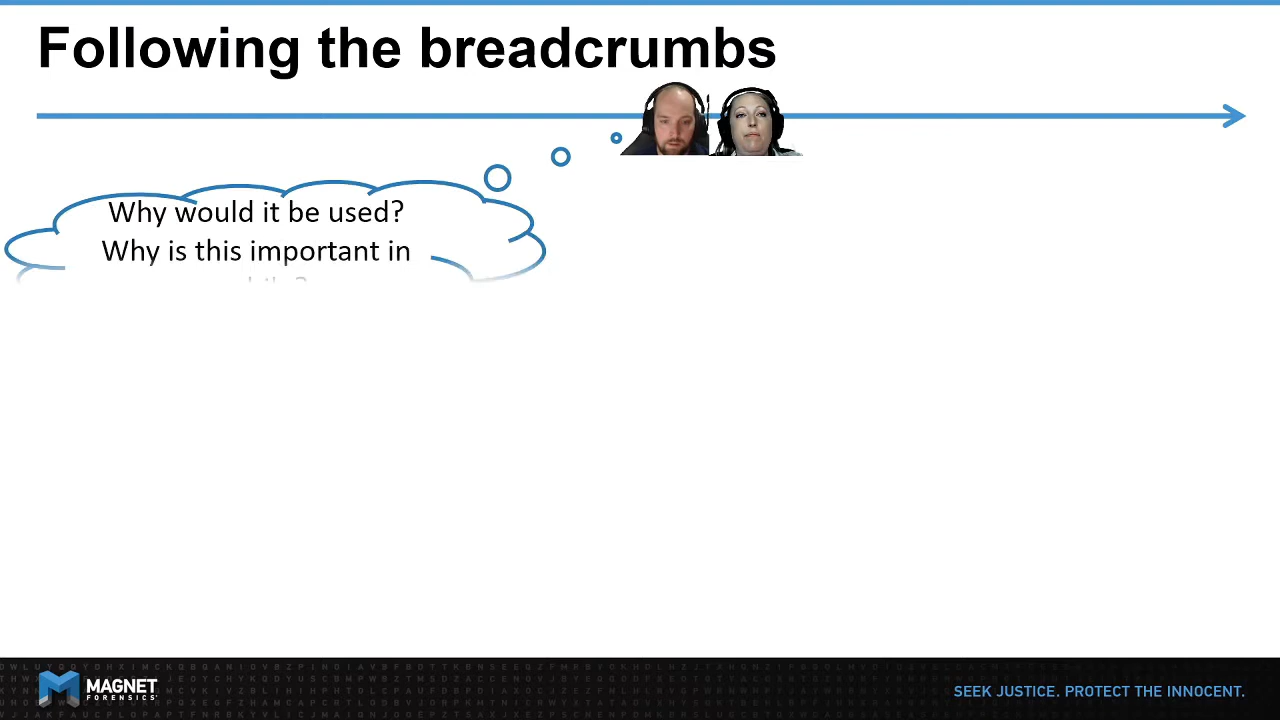 Following the breadcrumbs
Why would it be used?
Why is this important in
MAGNET
FORENSICS
SEEK JUSTICE. PROTECT THE INNOCENT.